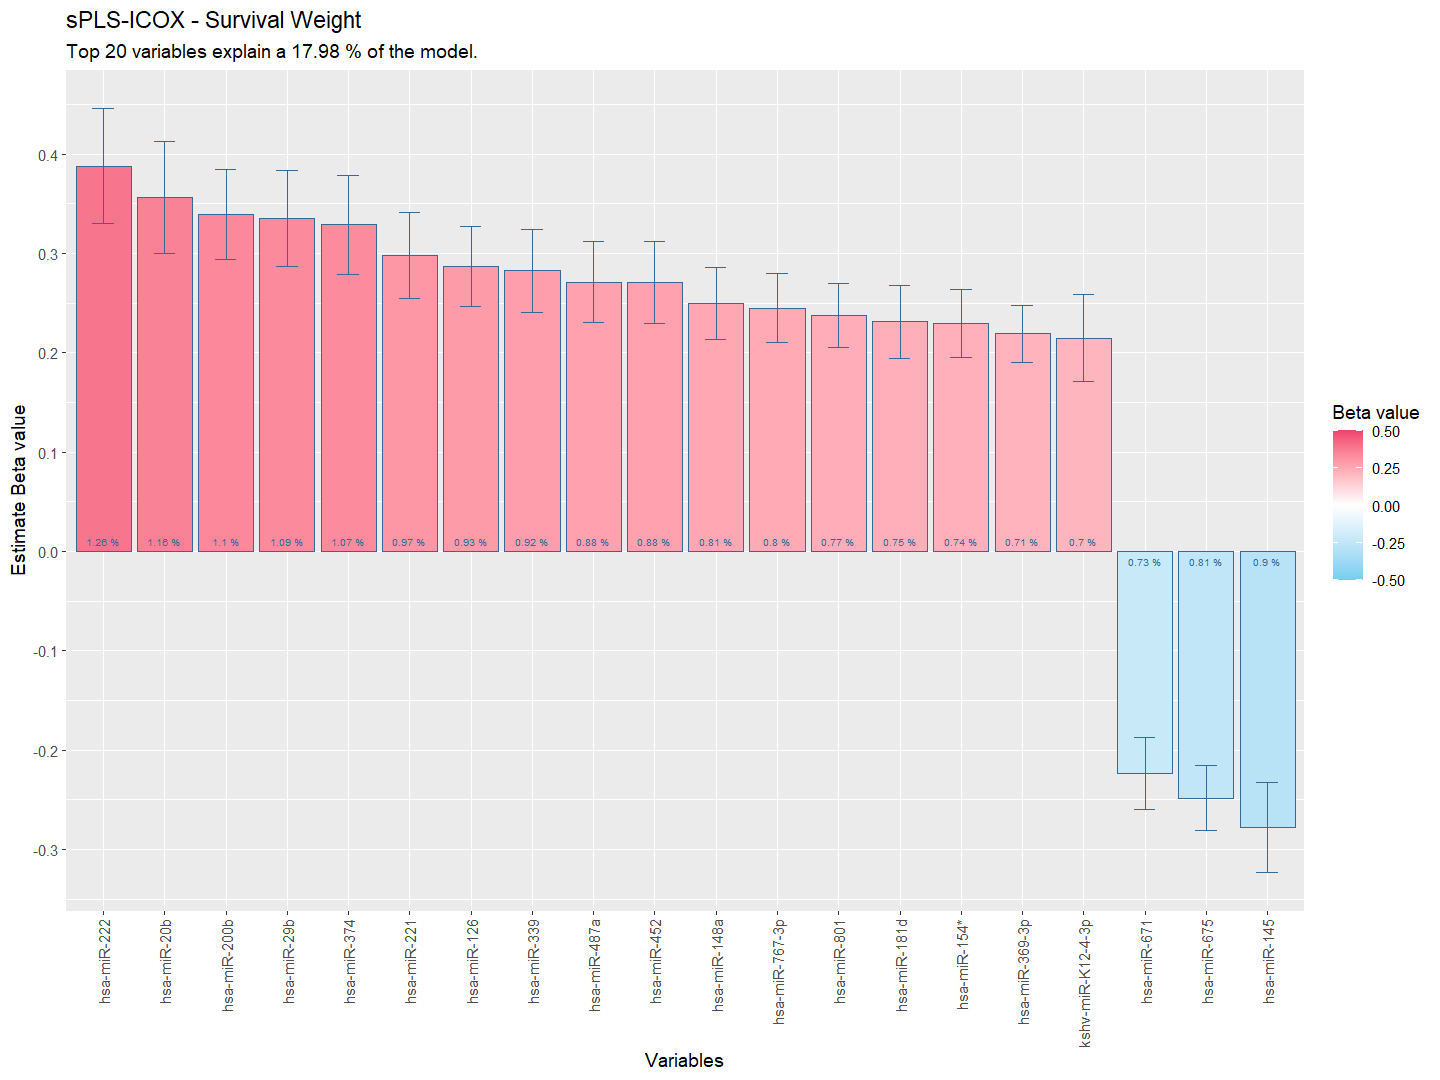 sPLS-ICOX - Survival Weight
Top 20 variables explain a 17.98 % of the model.
Estimate Beta value
0.4
0.3
0.2
0.1
0.0
-0.1
-0.2
-0.3
1.26 %
1.16 %
1.1 %
1.09 %
1.07 %
0.97 %
0.93 %
0.92 %
0.88 %
0.88 %
0.81 %
0.8 %
0.77 %
0.75 %
0.74 %
0.71 %
0.7 %
0.73 %
0.81 %
0.9 %
hsa-miR-222
hsa-miR-20b
hsa-miR-200b
hsa-miR-29b
hsa-miR-374
hsa-miR-221
hsa-miR-126
hsa-miR-339
hsa-miR-487a
hsa-miR-452
hsa-miR-148a
hsa-miR-767-3p
hsa-miR-801
hsa-miR-181d
hsa-miR-154*
hsa-miR-369-3p
kshv-miR-K12-4-3p
hsa-miR-671
hsa-miR-675
hsa-miR-145
Variables
Beta value
0.50
0.25
0.00
-0.25
-0.50